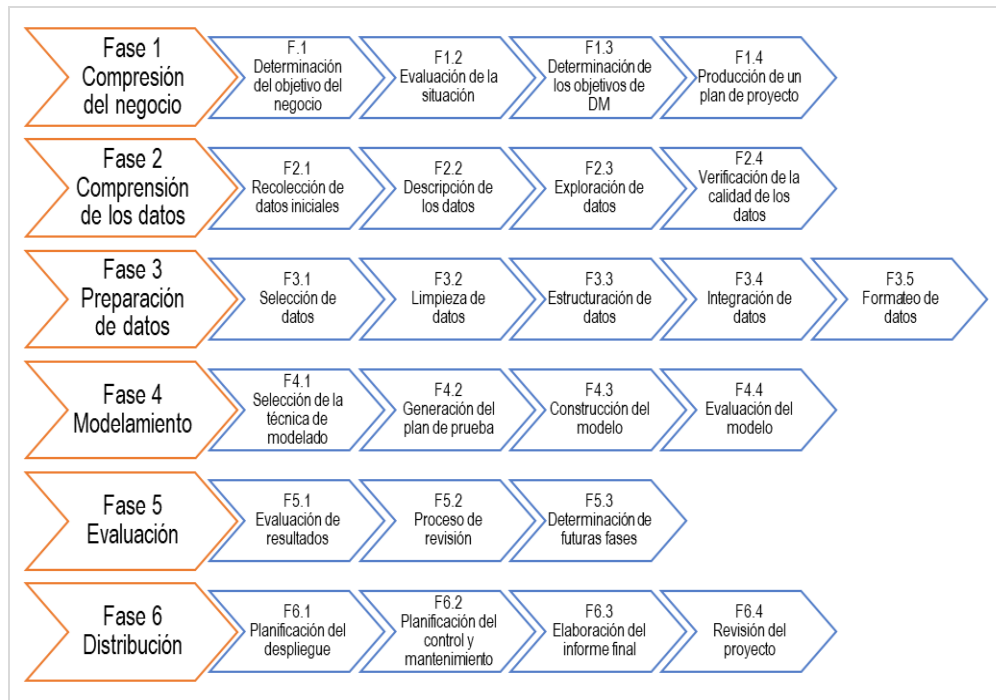 Fase 1
Compresión
del negocio
F.1
Determinación
del objetivo del
negocio
F1.2
Evaluación de la
situación
F1.3
Determinación de
los objetivos de
DM
F1.4
Producción de un
plan de proyecto
Fase 2
Comprensión
de los datos
F2.1
Recolección de
datos iniciales
F2.2
Descripción de
los datos
F2.3
Exploración de
datos
F2.4
Verificación de la
calidad de los
datos
Fase 3
Preparación
de datos
F3.1
Selección de
datos
F3.2
Limpieza de
datos
F3.3
Estructuración de
datos
F3.4
Integración de
datos
F3.5
Formateo de
datos
Fase 4
Modelamiento
F4.1
Selección de la
técnica de
modelado
F4.2
Generación del
plan de prueba
F4.3
Construcción del
modelo
F4.4
Evaluación del
modelo
Fase 5
Evaluación
F5.1
Evaluación de
resultados
F5.2
Proceso de
revisión
F5.3
Determinación de
futuras fases
Fase 6
Distribución
F6.1
Planificación del
despliegue
F6.2
Planificación del
control y
mantenimiento
F6.3
Elaboración del
informe final
F6.4
Revisión del
proyecto